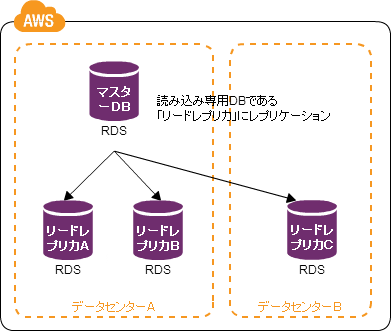 AWS
マスタ
ーDB
RDS
読み込み専用DBである
「リードレプリカ」にレプリケーション
リードレ
プリカA
RDS
リードレ
プリカB
RDS
リードレ
プリカC
RDS
データセンターA
データセンターB